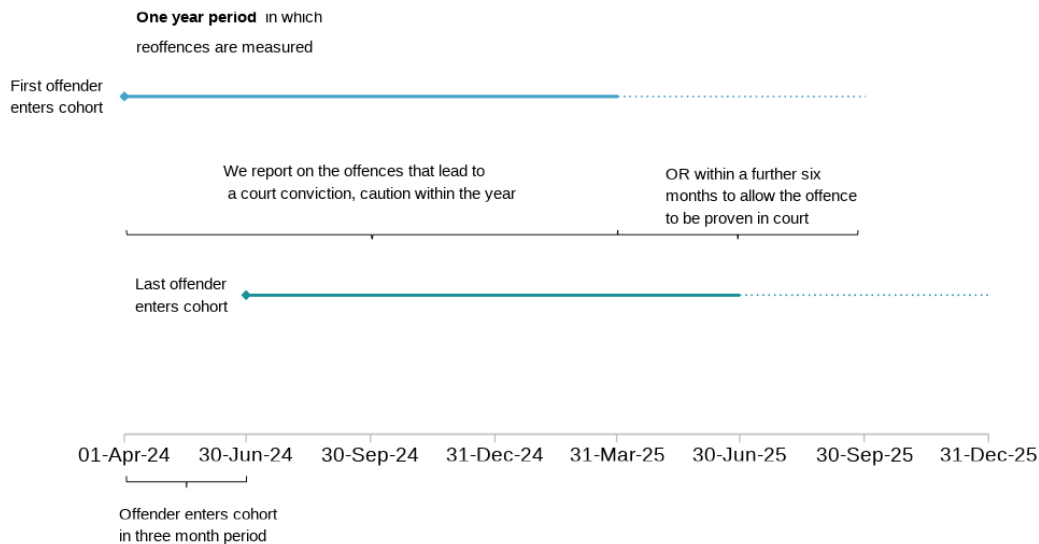 One year period in which
reoffences are measured
First offender
enters cohort
We report on the offences that lead to
a court conviction, caution within the year
OR within a further six
months to allow the offence
to be proven in court
Last offender
enters cohort
01-Apr-24 30-Jun-24 30-Sep-24 31-Dec-24 31-Mar-25 30-Jun-25 30-Sep-25 31-Dec-25
Offender enters cohort
in three month period